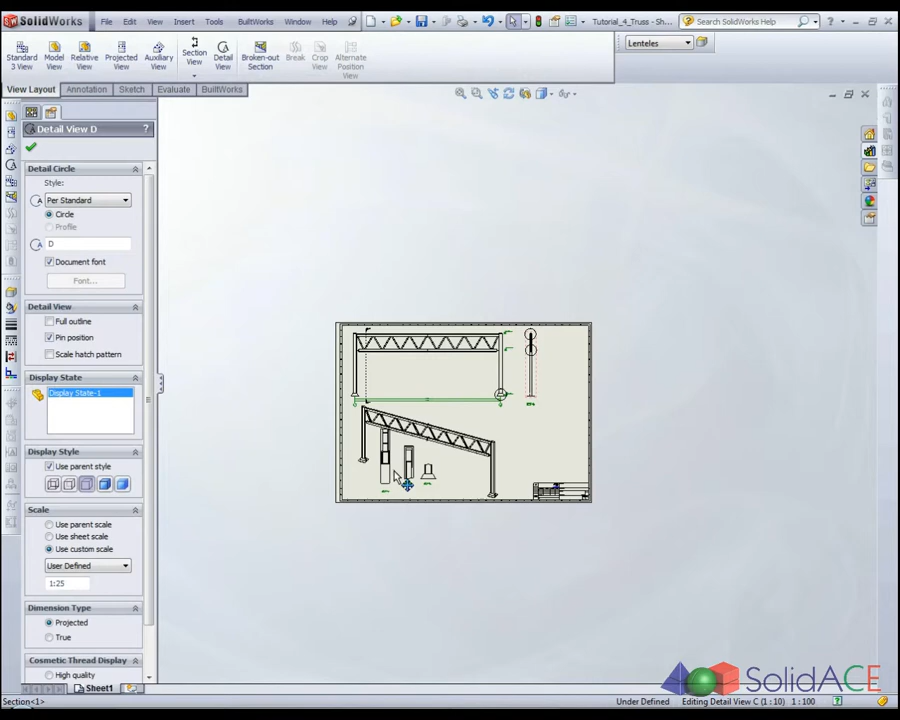 SolidWorks File Edit View Insert Tools BuiltWorks Window Help Tutorial_4_Truss - Sh... Search SolidWorks Help
Standard 3 View Model View Relative View Projected View Auxiliary View Section View Detail View Broken-out Section Break Crop View Alternate Position View
Lenteles
View Layout Annotation Sketch Evaluate BuiltWorks
Detail View D ?
Detail Circle
Style:
Per Standard
Circle
Profile
D
Document font
Font...
Detail View
Full outline
Pin position
Scale hatch pattern
Display State
Display State-1
Display Style
Use parent style
Scale
Use parent scale
Use sheet scale
Use custom scale
User Defined
1:25
Dimension Type
Projected
True
Cosmetic Thread Display
High quality
Sheet1
SolidACE
Section<1> Under Defined Editing Detail View C (1 : 10) 1 : 100